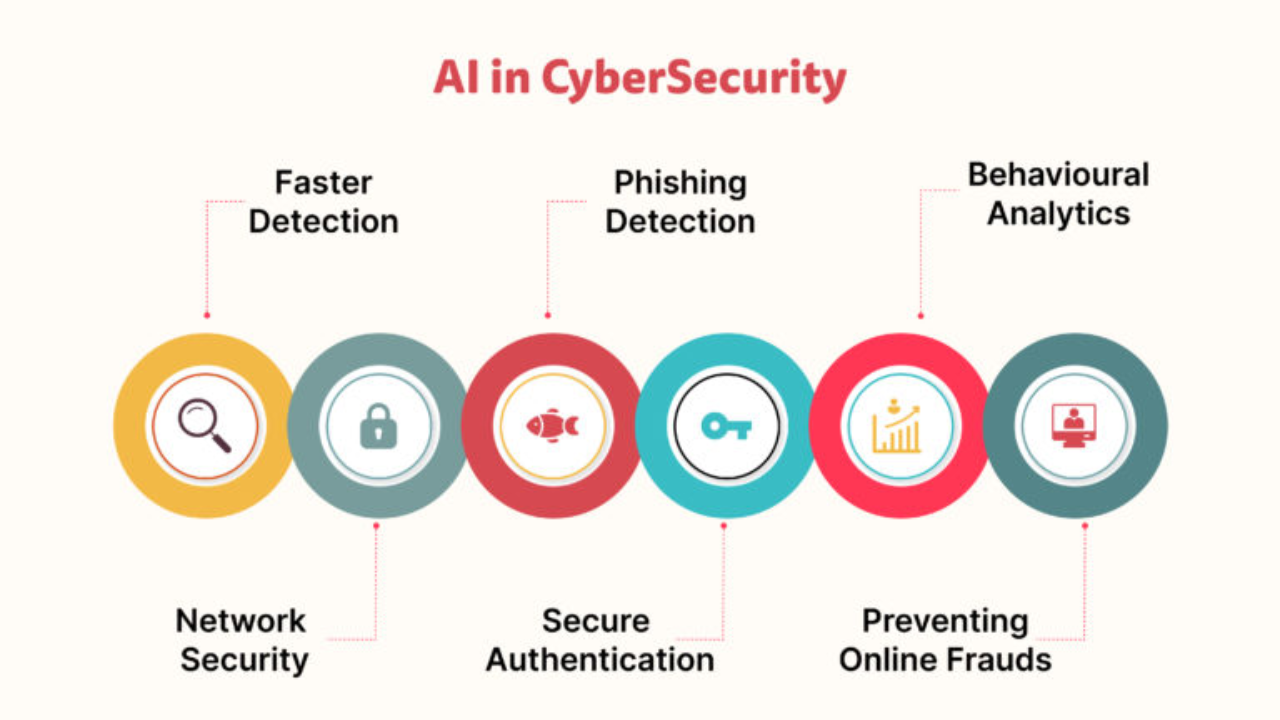 AI in CyberSecurity
Faster
Detection
Phishing
Detection
Behavioural
Analytics
Network
Security
Secure
Authentication
Preventing
Online Frauds